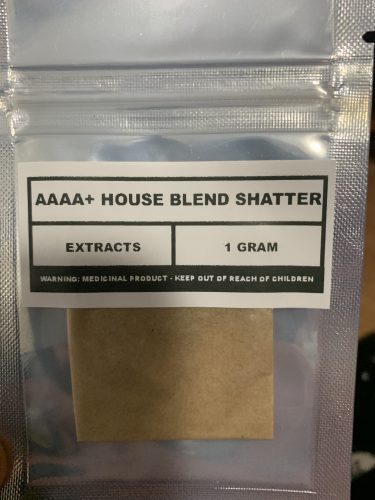 AAAA+ HOUSE BLEND SHATTER
EXTRACTS
1 GRAM
WARNING: MEDICINAL PRODUCT - KEEP OUT OF REACH OF CHILDREN